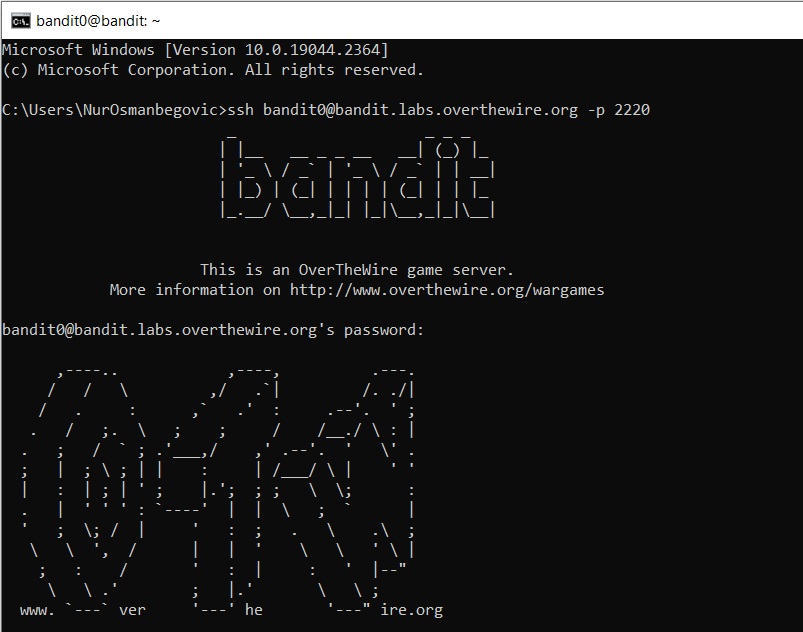 bandit0@bandit: ~
Microsoft Windows [Version 10.0.19044.2364]
(c) Microsoft Corporation. All rights reserved.
C:\Users\NurOsmanbegovic>ssh bandit0@bandit.labs.overthewire.org -p 2220
bandit
This is an OverTheWire game server.
More information on http://www.overthewire.org/wargames
bandit0@bandit.labs.overthewire.org's password:
www. ver he ire.org